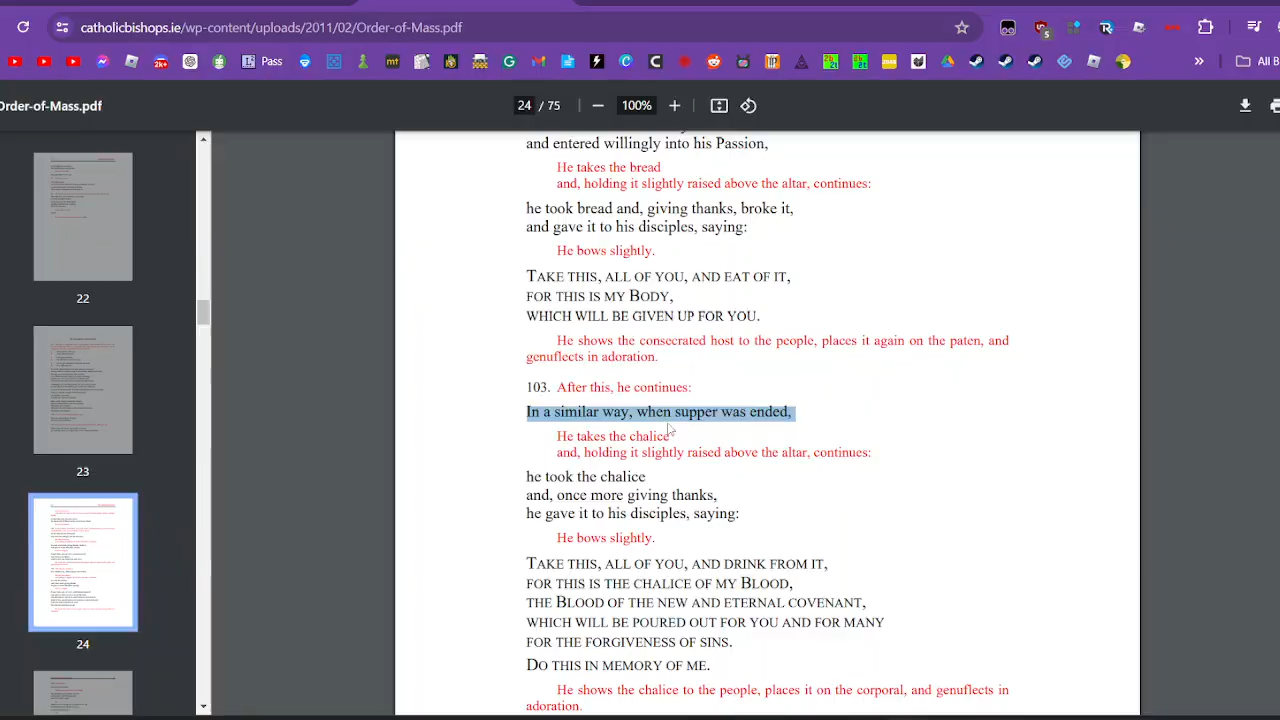 catholicbishops.ie/wp-content/uploads/2011/02/Order-of-Mass.pdf
5
2k+
Pass
mt
All B
Order-of-Mass.pdf
24 / 75
100%
22
23
24
and entered willingly into his Passion,
He takes the bread
and, holding it slightly raised above the altar, continues:
he took bread and, giving thanks, broke it,
and gave it to his disciples, saying:
He bows slightly.
TAKE THIS, ALL OF YOU, AND EAT OF IT,
FOR THIS IS MY BODY,
WHICH WILL BE GIVEN UP FOR YOU.
He shows the consecrated host to the people, places it again on the paten, and
genuflects in adoration.
103. After this, he continues:
In a similar way, when supper was ended,
He takes the chalice
and, holding it slightly raised above the altar, continues:
he took the chalice
and, once more giving thanks,
he gave it to his disciples, saying:
He bows slightly.
TAKE THIS, ALL OF YOU, AND DRINK FROM IT,
FOR THIS IS THE CHALICE OF MY BLOOD,
THE BLOOD OF THE NEW AND ETERNAL COVENANT,
WHICH WILL BE POURED OUT FOR YOU AND FOR MANY
FOR THE FORGIVENESS OF SINS.
DO THIS IN MEMORY OF ME.
He shows the chalice to the people, places it on the corporal, and genuflects in
adoration.